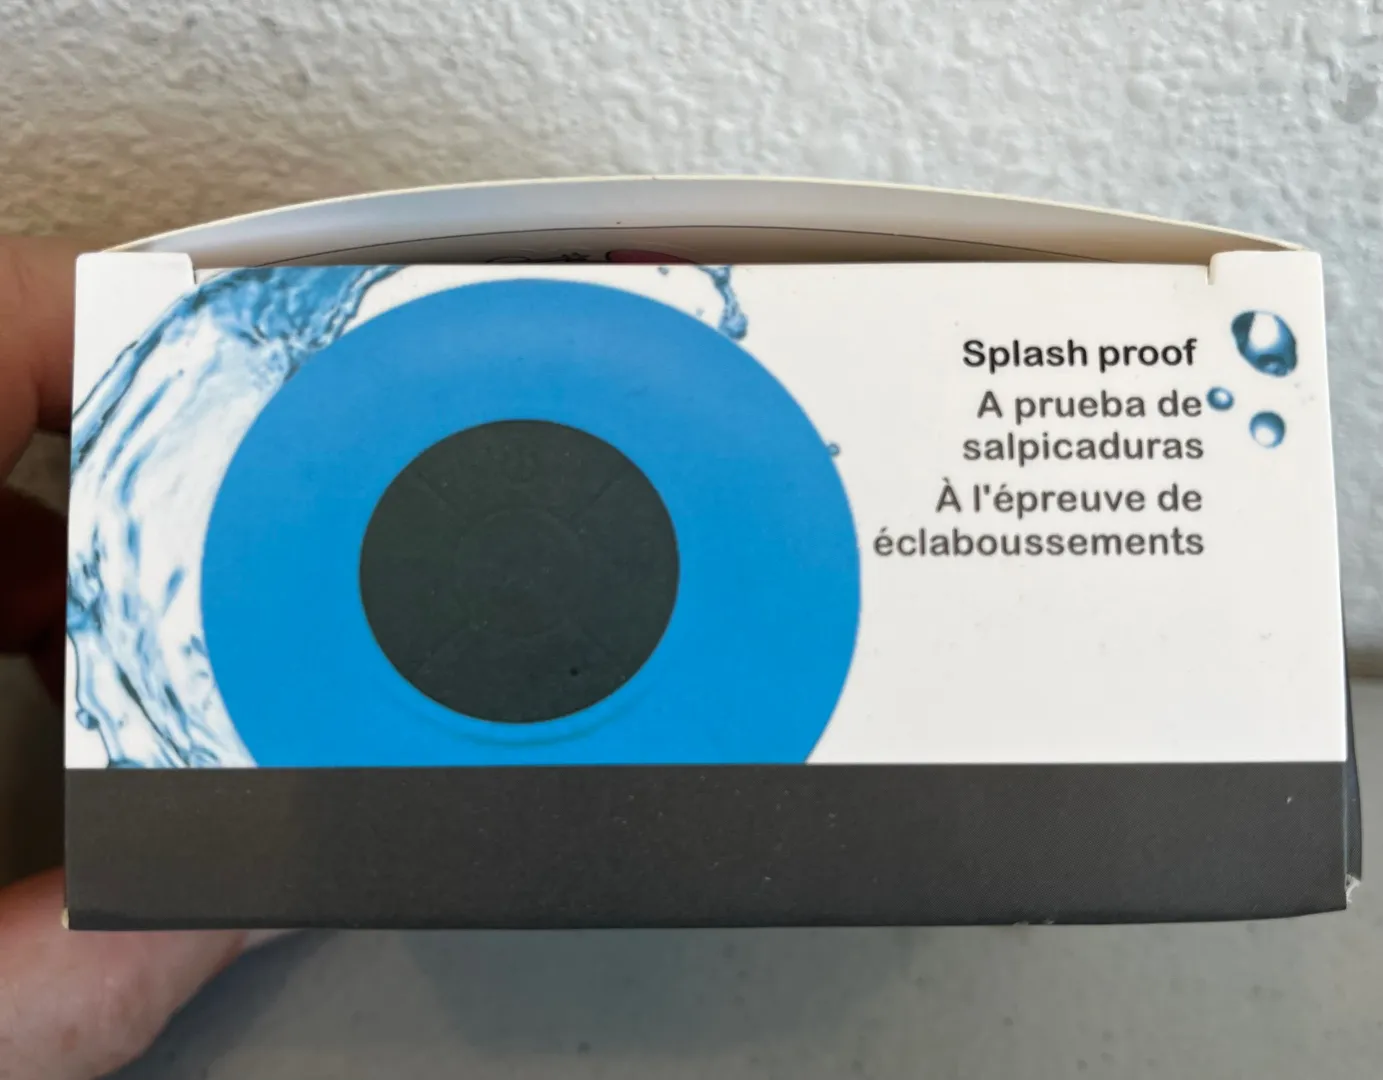 Splash proof
A prueba de
salpicaduras
À l'épreuve de
éclaboussements